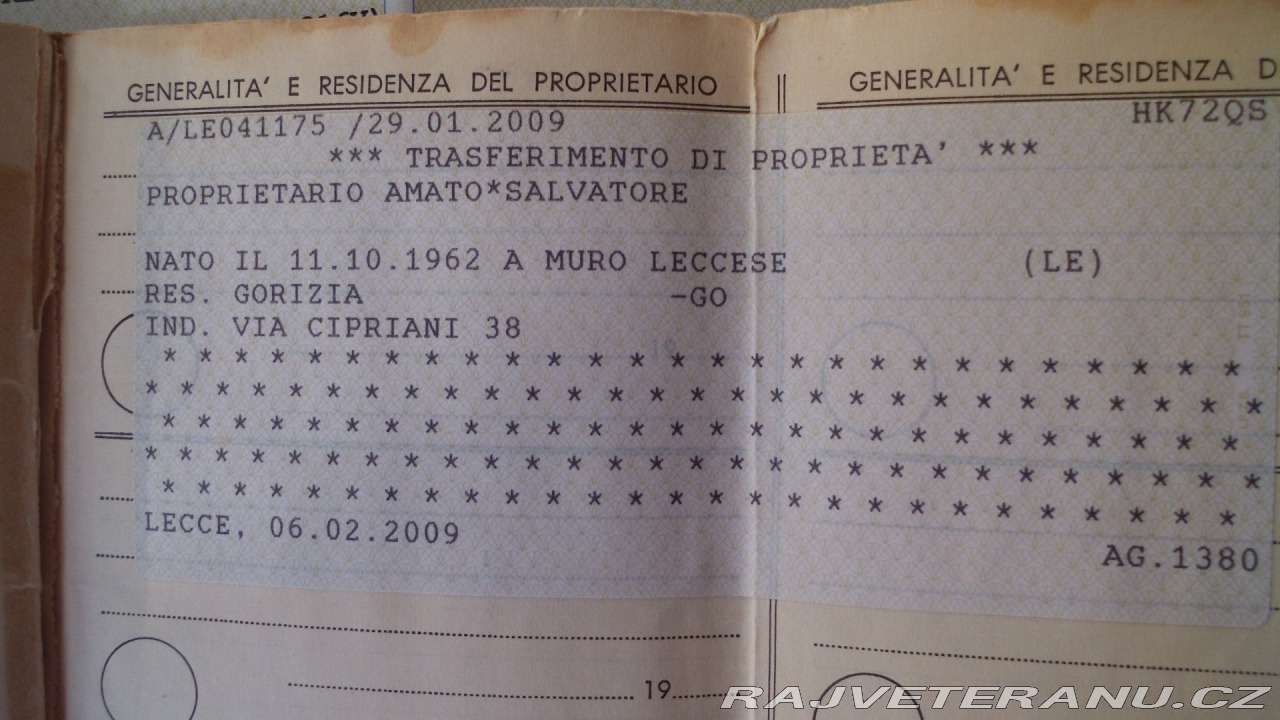 GENERALITA' E RESIDENZA DEL PROPRIETARIO
GENERALITA' E RESIDENZA D
A/LE041175 /29.01.2009 HK72QS
*** TRASFERIMENTO DI PROPRIETA' ***
PROPRIETARIO AMATO*SALVATORE
NATO IL 11.10.1962 A MURO LECCESE (LE)
RES. GORIZIA -GO
IND. VIA CIPRIANI 38
* * * * * * * * * * * * * * * * * * * * * * * * * * * * * *
* * * * * * * * * * * * * * * * * * * * * * * * * * * * * *
* * * * * * * * * * * * * * * * * * * * * * * * * * * * * *
* * * * * * * * * * * * * * * * * * * * * * * * * * * * * *
* * * * * * * * * * * * * * * * * * * * * * * * * * * * * *
LECCE, 06.02.2009
AG.1380
19
RAJVETERANU.CZ